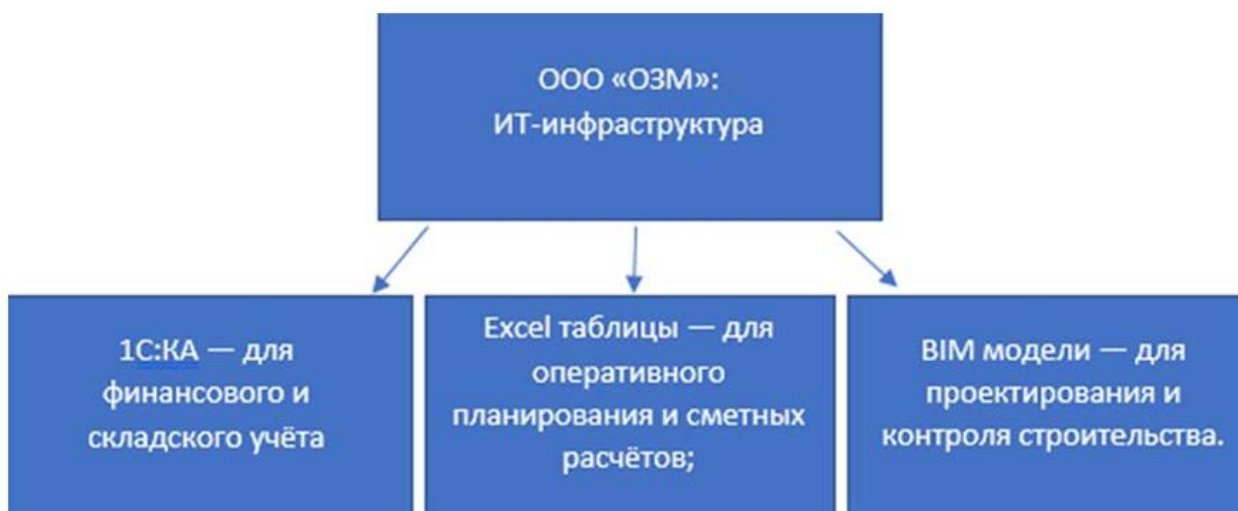 ООО «ОЗМ»:
ИТ-инфраструктура
1С:КА — для
финансового и
складского учёта
Excel таблицы — для
оперативного
планирования и сметных
расчётов;
BIM модели — для
проектирования и
контроля строительства.